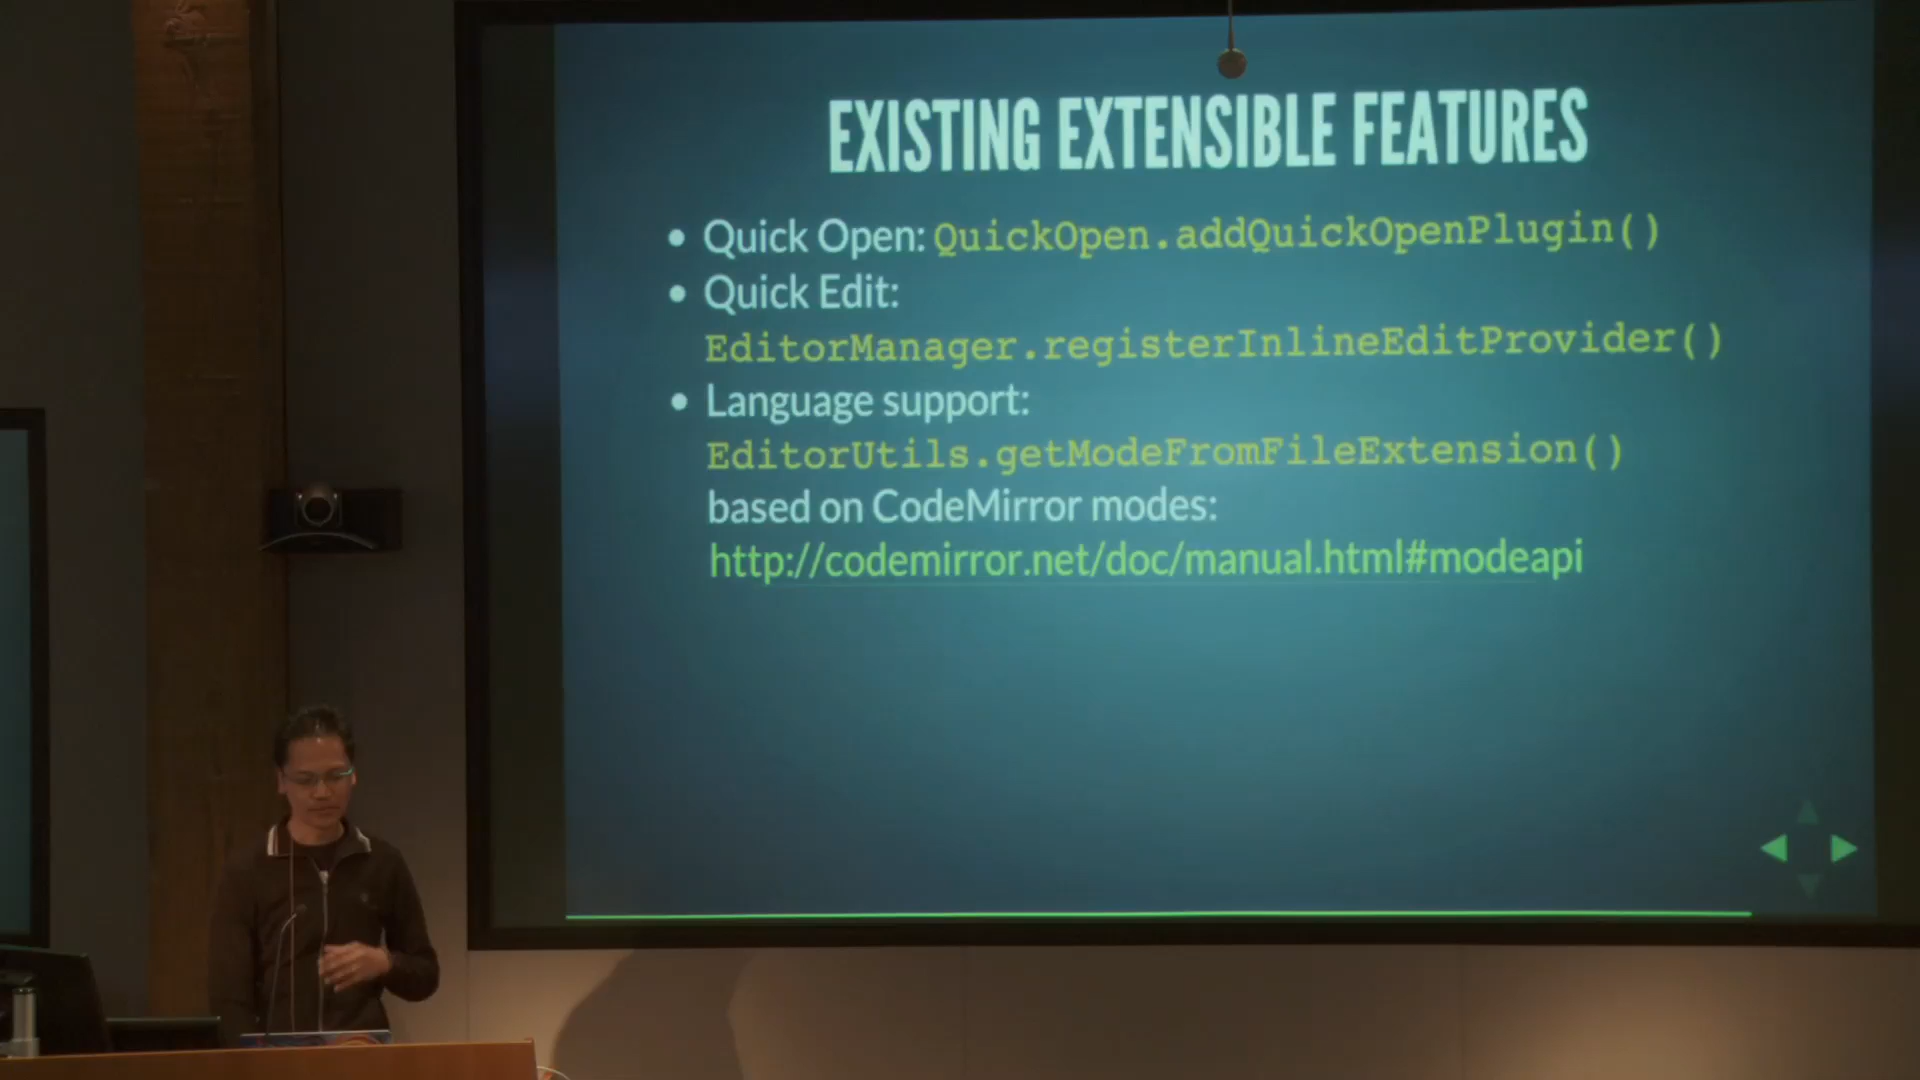 EXISTING EXTENSIBLE FEATURES
• Quick Open: QuickOpen.addQuickOpenPlugin()
• Quick Edit:
EditorManager.registerInlineEditProvider()
• Language support:
EditorUtils.getModeFromFileExtension()
based on CodeMirror modes:
http://codemirror.net/doc/manual.html#modeapi